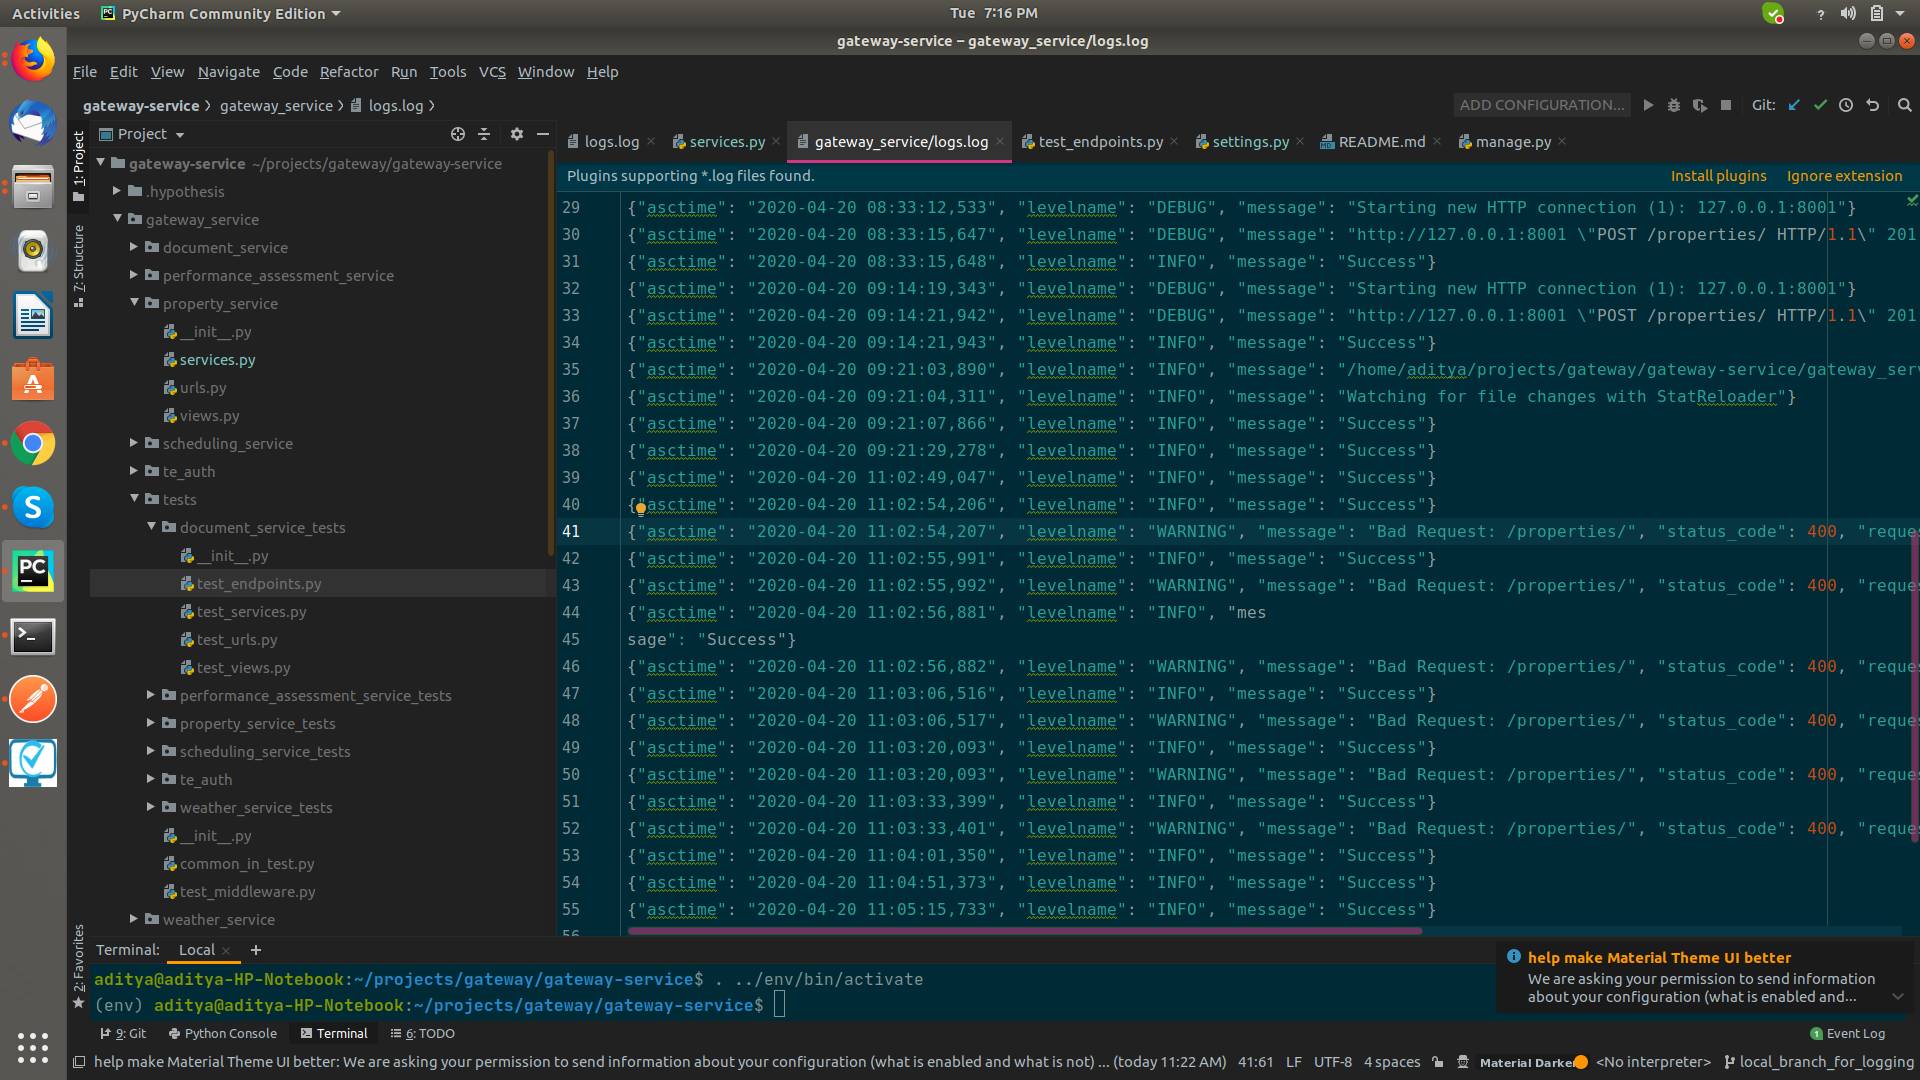 Activities PyCharm Community Edition Tue 7:16 PM
gateway-service – gateway_service/logs.log
File Edit View Navigate Code Refactor Run Tools VCS Window Help
gateway-service gateway_service logs.log ADD CONFIGURATION... Git:
1: Project
7: Structure
2: Favorites
Project
gateway-service ~/projects/gateway/gateway-service
.hypothesis
gateway_service
document_service
performance_assessment_service
property_service
__init__.py
services.py
urls.py
views.py
scheduling_service
te_auth
tests
document_service_tests
__init__.py
test_endpoints.py
test_services.py
test_urls.py
test_views.py
performance_assessment_service_tests
property_service_tests
scheduling_service_tests
te_auth
weather_service_tests
__init__.py
common_in_test.py
test_middleware.py
weather_service
logs.log services.py gateway_service/logs.log test_endpoints.py settings.py README.md manage.py
Plugins supporting *.log files found. Install plugins Ignore extension
29 {"asctime": "2020-04-20 08:33:12,533", "levelname": "DEBUG", "message": "Starting new HTTP connection (1): 127.0.0.1:8001"}
30 {"asctime": "2020-04-20 08:33:15,647", "levelname": "DEBUG", "message": "http://127.0.0.1:8001 \"POST /properties/ HTTP/1.1\" 201
31 {"asctime": "2020-04-20 08:33:15,648", "levelname": "INFO", "message": "Success"}
32 {"asctime": "2020-04-20 09:14:19,343", "levelname": "DEBUG", "message": "Starting new HTTP connection (1): 127.0.0.1:8001"}
33 {"asctime": "2020-04-20 09:14:21,942", "levelname": "DEBUG", "message": "http://127.0.0.1:8001 \"POST /properties/ HTTP/1.1\" 201
34 {"asctime": "2020-04-20 09:14:21,943", "levelname": "INFO", "message": "Success"}
35 {"asctime": "2020-04-20 09:21:03,890", "levelname": "INFO", "message": "/home/aditya/projects/gateway/gateway-service/gateway_ser
36 {"asctime": "2020-04-20 09:21:04,311", "levelname": "INFO", "message": "Watching for file changes with StatReloader"}
37 {"asctime": "2020-04-20 09:21:07,866", "levelname": "INFO", "message": "Success"}
38 {"asctime": "2020-04-20 09:21:29,278", "levelname": "INFO", "message": "Success"}
39 {"asctime": "2020-04-20 11:02:49,047", "levelname": "INFO", "message": "Success"}
40 {"asctime": "2020-04-20 11:02:54,206", "levelname": "INFO", "message": "Success"}
41 {"asctime": "2020-04-20 11:02:54,207", "levelname": "WARNING", "message": "Bad Request: /properties/", "status_code": 400, "reque
42 {"asctime": "2020-04-20 11:02:55,991", "levelname": "INFO", "message": "Success"}
43 {"asctime": "2020-04-20 11:02:55,992", "levelname": "WARNING", "message": "Bad Request: /properties/", "status_code": 400, "reque
44 {"asctime": "2020-04-20 11:02:56,881", "levelname": "INFO", "mes
45 sage": "Success"}
46 {"asctime": "2020-04-20 11:02:56,882", "levelname": "WARNING", "message": "Bad Request: /properties/", "status_code": 400, "reque
47 {"asctime": "2020-04-20 11:03:06,516", "levelname": "INFO", "message": "Success"}
48 {"asctime": "2020-04-20 11:03:06,517", "levelname": "WARNING", "message": "Bad Request: /properties/", "status_code": 400, "reque
49 {"asctime": "2020-04-20 11:03:20,093", "levelname": "INFO", "message": "Success"}
50 {"asctime": "2020-04-20 11:03:20,093", "levelname": "WARNING", "message": "Bad Request: /properties/", "status_code": 400, "reque
51 {"asctime": "2020-04-20 11:03:33,399", "levelname": "INFO", "message": "Success"}
52 {"asctime": "2020-04-20 11:03:33,401", "levelname": "WARNING", "message": "Bad Request: /properties/", "status_code": 400, "reque
53 {"asctime": "2020-04-20 11:04:01,350", "levelname": "INFO", "message": "Success"}
54 {"asctime": "2020-04-20 11:04:51,373", "levelname": "INFO", "message": "Success"}
55 {"asctime": "2020-04-20 11:05:15,733", "levelname": "INFO", "message": "Success"}
56
Terminal: Local +
aditya@aditya-HP-Notebook:~/projects/gateway/gateway-service$ . ../env/bin/activate
(env) aditya@aditya-HP-Notebook:~/projects/gateway/gateway-service$
help make Material Theme UI better
We are asking your permission to send information
about your configuration (what is enabled and...
9: Git Python Console Terminal 6: TODO 1 Event Log
help make Material Theme UI better: We are asking your permission to send information about your configuration (what is enabled and what is not) ... (today 11:22 AM) 41:61 LF UTF-8 4 spaces Material Darker <No interpreter> local_branch_for_logging